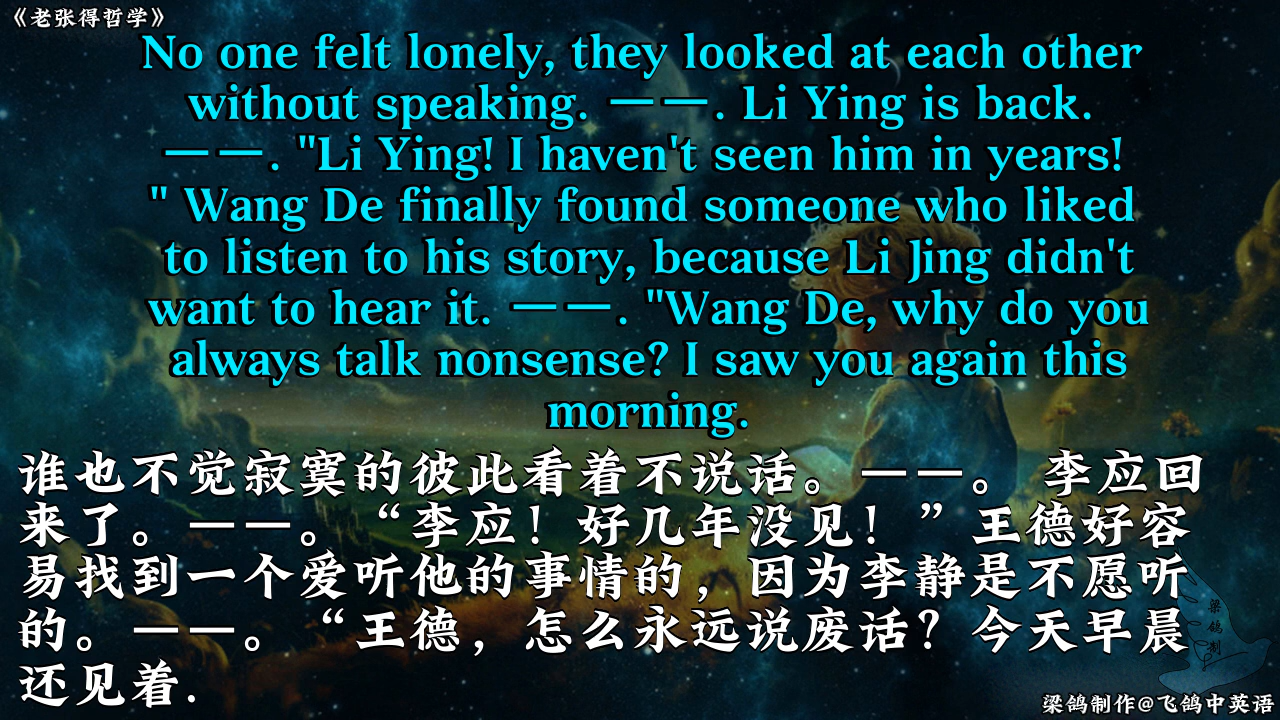 《老张得哲学》
No one felt lonely, they looked at each other
without speaking. ——. Li Ying is back.
——. "Li Ying! I haven't seen him in years!
" Wang De finally found someone who liked
to listen to his story, because Li Jing didn't
want to hear it. ——. "Wang De, why do you
always talk nonsense? I saw you again this
morning.
谁也不觉寂寞的彼此看着不说话。——。 李应回
来了。——。“李应！好几年没见！”王德好容
易找到一个爱听他的事情的，因为李静是不愿听
的。——。“王德，怎么永远说废话？今天早晨
还见着.
梁鸽制
梁鸽制作@飞鸽中英语